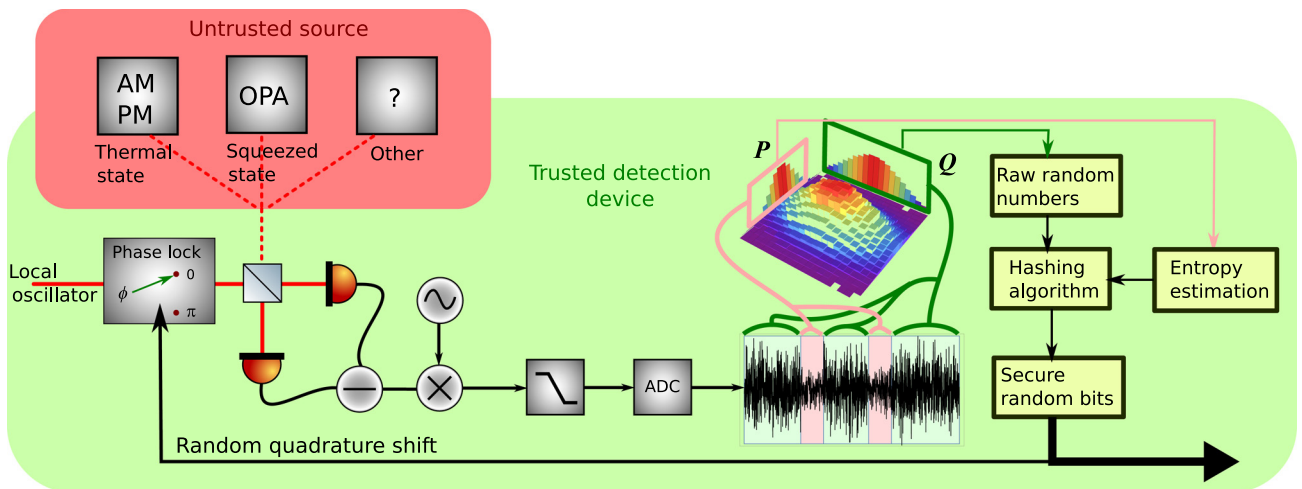 Untrusted source
AM
PM
OPA
?
Thermal
state
Squeezed
state
Other
Trusted detection
device
P
Q
Raw random
numbers
Phase lock
0
ϕ
π
Local
oscillator
Hashing
algorithm
Entropy
estimation
ADC
Secure
random bits
Random quadrature shift